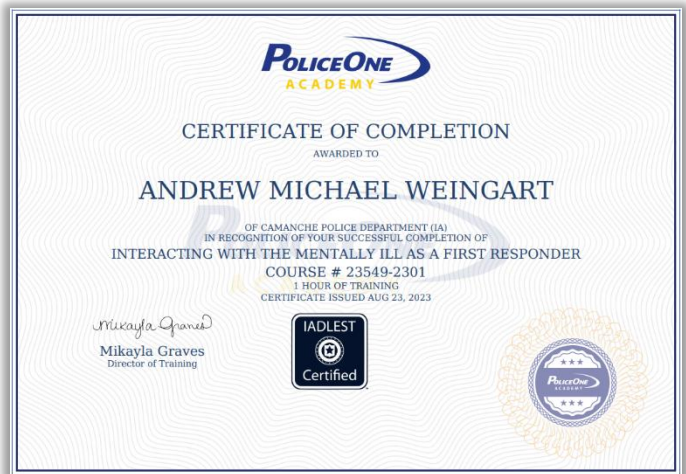 POLICEONE
ACADEMY
CERTIFICATE OF COMPLETION
AWARDED TO
ANDREW MICHAEL WEINGART
OF CAMANCHE POLICE DEPARTMENT (IA)
IN RECOGNITION OF YOUR SUCCESSFUL COMPLETION OF
INTERACTING WITH THE MENTALLY ILL AS A FIRST RESPONDER
COURSE # 23549-2301
1 HOUR OF TRAINING
CERTIFICATE ISSUED AUG 23, 2023
Mikayla Graves
Mikayla Graves
Director of Training
IADLEST
Certified
POLICEONE
ACADEMY